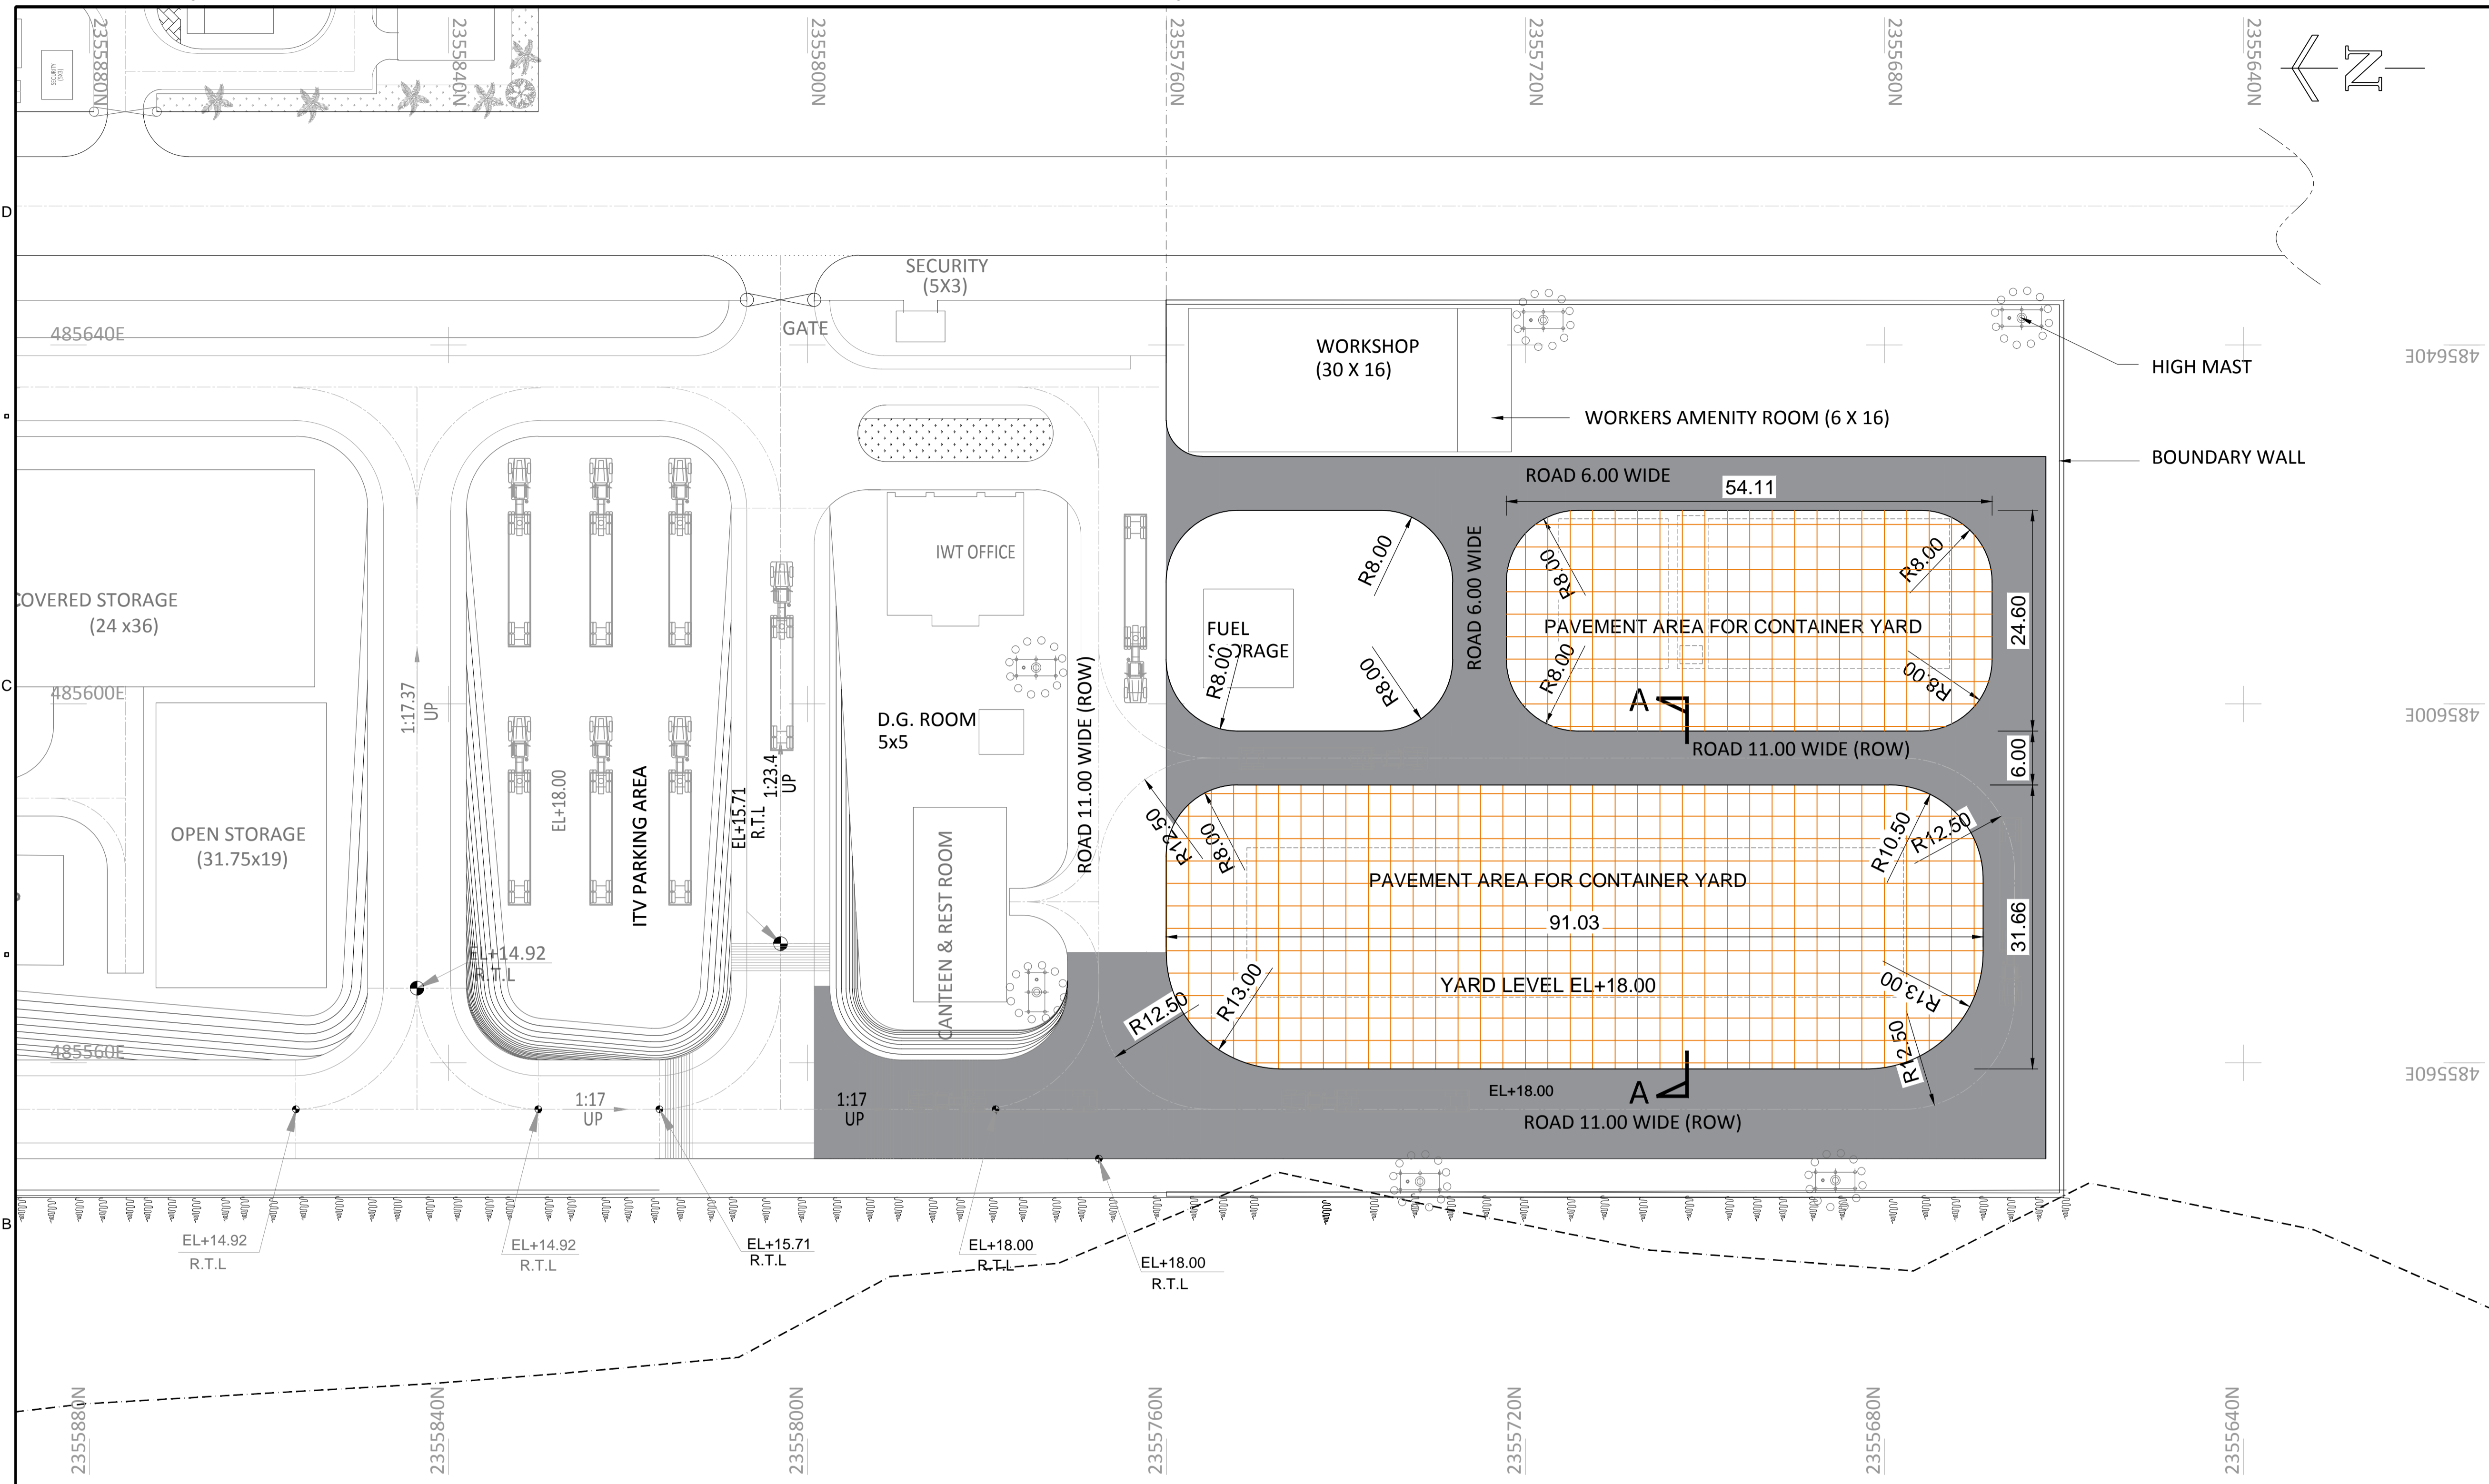 2355880N
2355840N
2355800N
2355760N
2355720N
2355680N
2355640N
N
SECURITY
(5X3)
D
SECURITY
(5X3)
GATE
485640E
485640E
WORKSHOP
(30 X 16)
HIGH MAST
WORKERS AMENITY ROOM (6 X 16)
BOUNDARY WALL
ROAD 6.00 WIDE
54.11
IWT OFFICE
R8.00
ROAD 6.00 WIDE
R8.00
R8.00
COVERED STORAGE
(24 x36)
FUEL
STORAGE
PAVEMENT AREA FOR CONTAINER YARD
24.60
R8.00
R8.00
R8.00
R8.00
C
485600E
485600E
1:17.37
UP
D.G. ROOM
5x5
ROAD 11.00 WIDE (ROW)
A
ROAD 11.00 WIDE (ROW)
6.00
EL+18.00
ITV PARKING AREA
EL+15.71
R.T.L
1:23.4
UP
OPEN STORAGE
(31.75x19)
CANTEEN & REST ROOM
R12.50
R8.00
R10.50
R12.50
PAVEMENT AREA FOR CONTAINER YARD
91.03
31.66
EL+14.92
R.T.L
YARD LEVEL EL+18.00
R13.00
R12.50
R13.00
R12.50
485560E
485560E
1:17
UP
1:17
UP
EL+18.00
A
ROAD 11.00 WIDE (ROW)
B
EL+14.92
R.T.L
EL+14.92
R.T.L
EL+15.71
R.T.L
EL+18.00
R.T.L
EL+18.00
R.T.L
2355880N
2355840N
2355800N
2355760N
2355720N
2355680N
2355640N